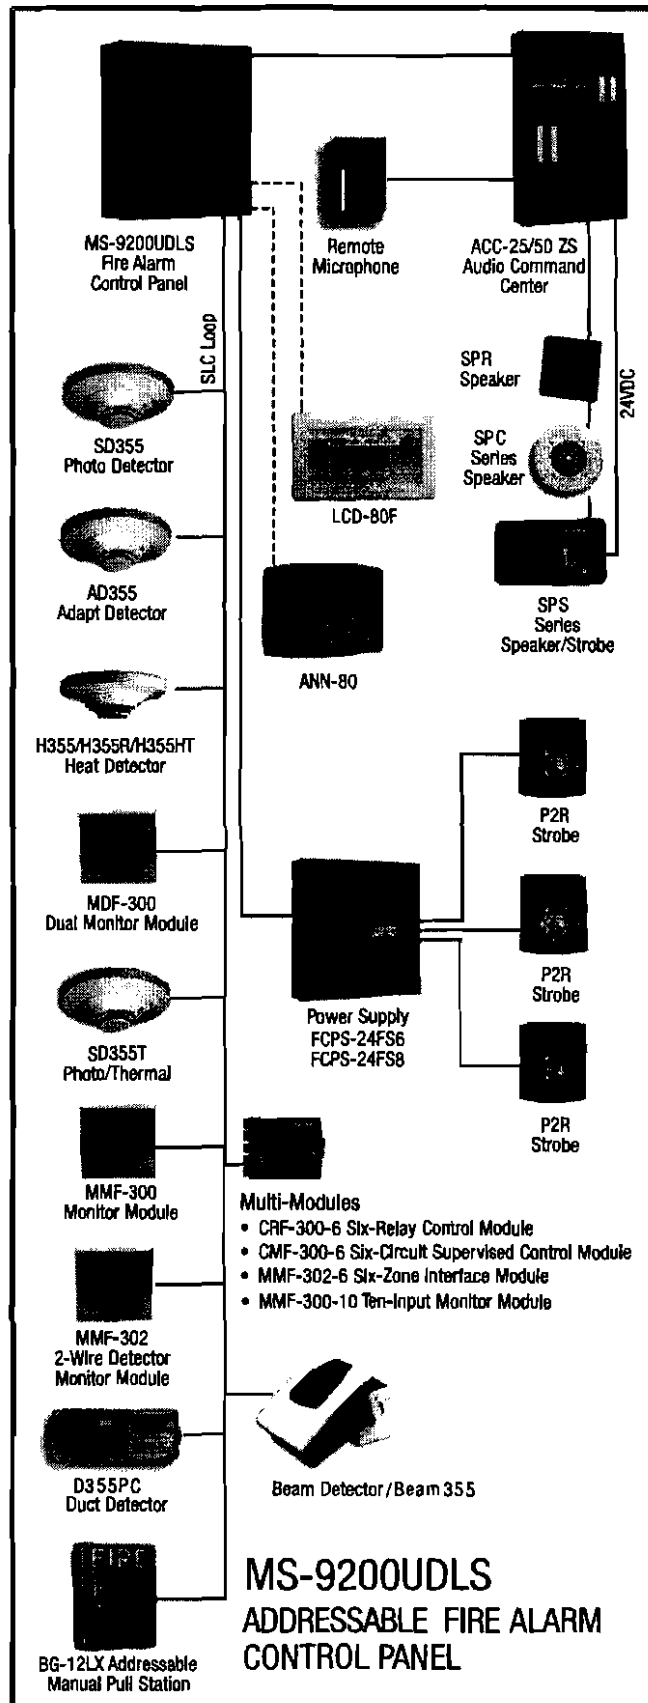 MS-9200UDLS
Fire Alarm
Control Panel
Remote
Microphone
ACC-25/50 ZS
Audio Command
Center
SLC Loop
SPR
Speaker
24VDC
SD355
Photo Detector
SPC
Series
Speaker
LCD-80F
AD355
Adapt Detector
SPS
Series
Speaker/Strobe
ANN-80
H355/H355R/H355HT
Heat Detector
P2R
Strobe
MDF-300
Dual Monitor Module
P2R
Strobe
Power Supply
FCPS-24FS6
FCPS-24FS8
SD355T
Photo/Thermal
P2R
Strobe
MMF-300
Monitor Module
Multi-Modules
• CRF-300-6 Six-Relay Control Module
• CMF-300-6 Six-Circuit Supervised Control Module
• MMF-302-6 Six-Zone Interface Module
• MMF-300-10 Ten-Input Monitor Module
MMF-302
2-Wire Detector
Monitor Module
D355PC
Duct Detector
Beam Detector/Beam 355
BG-12LX Addressable
Manual Pull Station
MS-9200UDLS
ADDRESSABLE FIRE ALARM
CONTROL PANEL